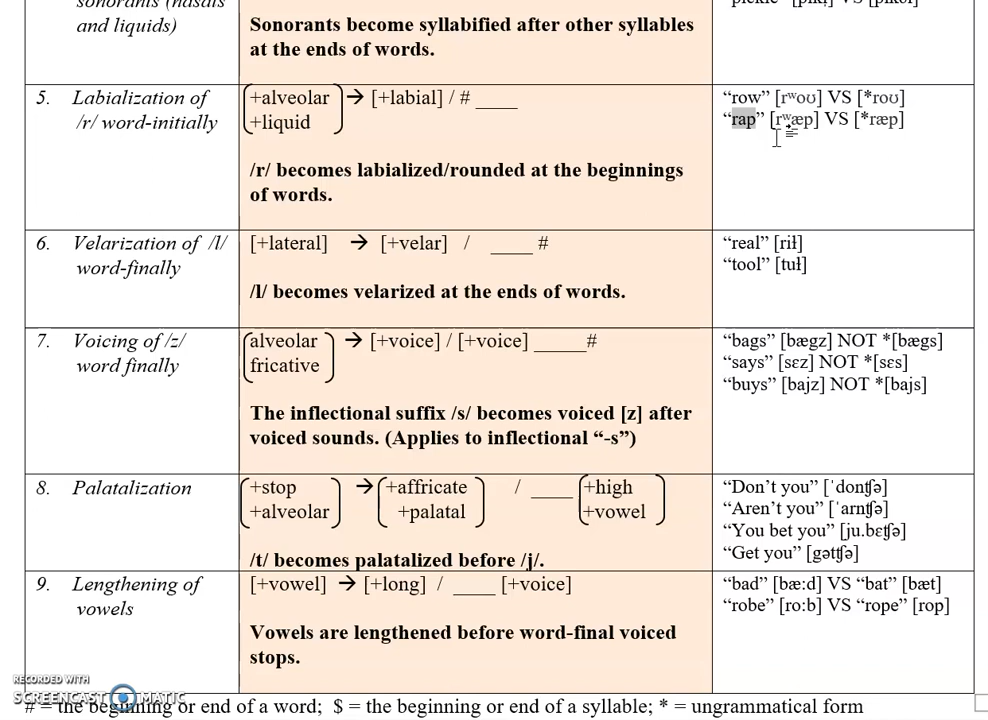 sonorants (nasals
and liquids)
Sonorants become syllabified after other syllables
at the ends of words.
5. Labialization of
/r/ word-initially
+alveolar → [+labial] / # ____
+liquid
/r/ becomes labialized/rounded at the beginnings
of words.
“row” [rʷoʊ] VS [*roʊ]
“rap” [rʷæp] VS [*ræp]
6. Velarization of /l/
word-finally
[+lateral] → [+velar] / ____ #
/l/ becomes velarized at the ends of words.
“real” [riɫ]
“tool” [tuɫ]
7. Voicing of /z/
word finally
alveolar → [+voice] / [+voice] _____#
fricative
The inflectional suffix /s/ becomes voiced [z] after
voiced sounds. (Applies to inflectional “-s”)
“bags” [bægz] NOT *[bægs]
“says” [sɛz] NOT *[sɛs]
“buys” [bajz] NOT *[bajs]
8. Palatalization
+stop → +affricate / ____ +high
+alveolar +palatal +vowel
/t/ becomes palatalized before /j/.
“Don’t you” [ˈdonʧə]
“Aren’t you” [ˈarnʧə]
“You bet you” [ju.bɛʧə]
“Get you” [gətʧə]
9. Lengthening of
vowels
[+vowel] → [+long] / ____ [+voice]
Vowels are lengthened before word-final voiced
stops.
“bad” [bæ:d] VS “bat” [bæt]
“robe” [ro:b] VS “rope” [rop]
RECORDED WITH
SCREENCAST MATIC
# = the beginning or end of a word; $ = the beginning or end of a syllable; * = ungrammatical form